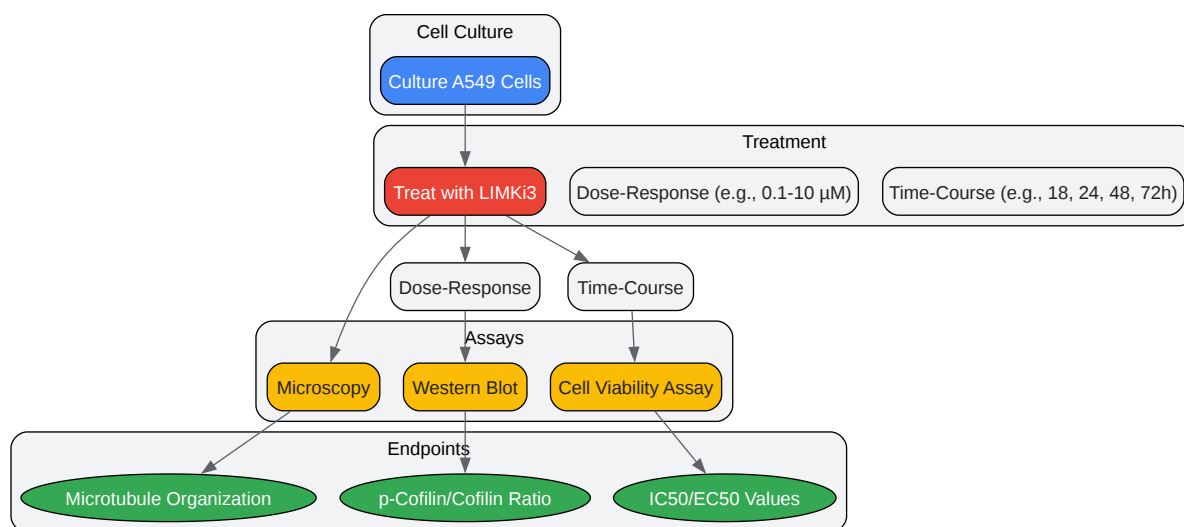 Cell Culture
Culture A549 Cells
Treatment
Treat with LIMKi3
Dose-Response (e.g., 0.1-10 µM)
Time-Course (e.g., 18, 24, 48, 72h)
Dose-Response
Time-Course
Assays
Microscopy
Western Blot
Cell Viability Assay
Endpoints
Microtubule Organization
p-Cofilin/Cofilin Ratio
IC50/EC50 Values